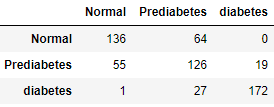 Normal Prediabetes diabetes
Normal 136 64 0
Prediabetes 55 126 19
diabetes 1 27 172